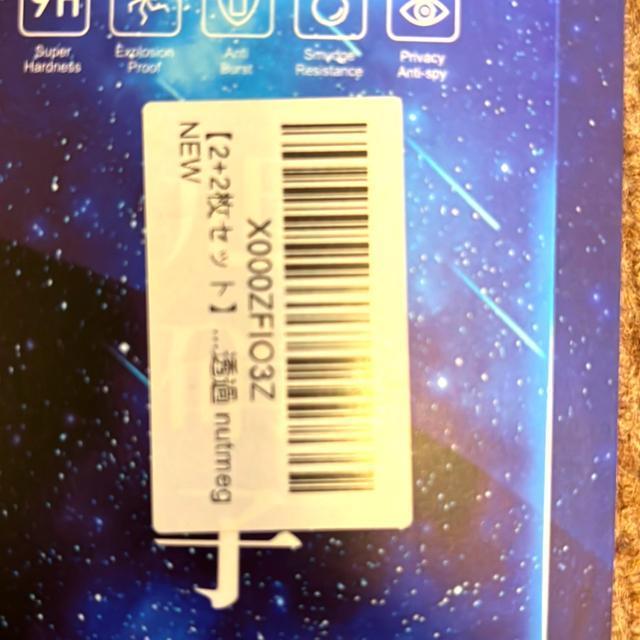 9H
Super
Hardness
Explosion
Proof
Anti
Burst
Smudge
Resistance
Privacy
Anti-spy
X000ZFIO3Z
【2+2枚セット】 ...透過 nutmeg
NEW